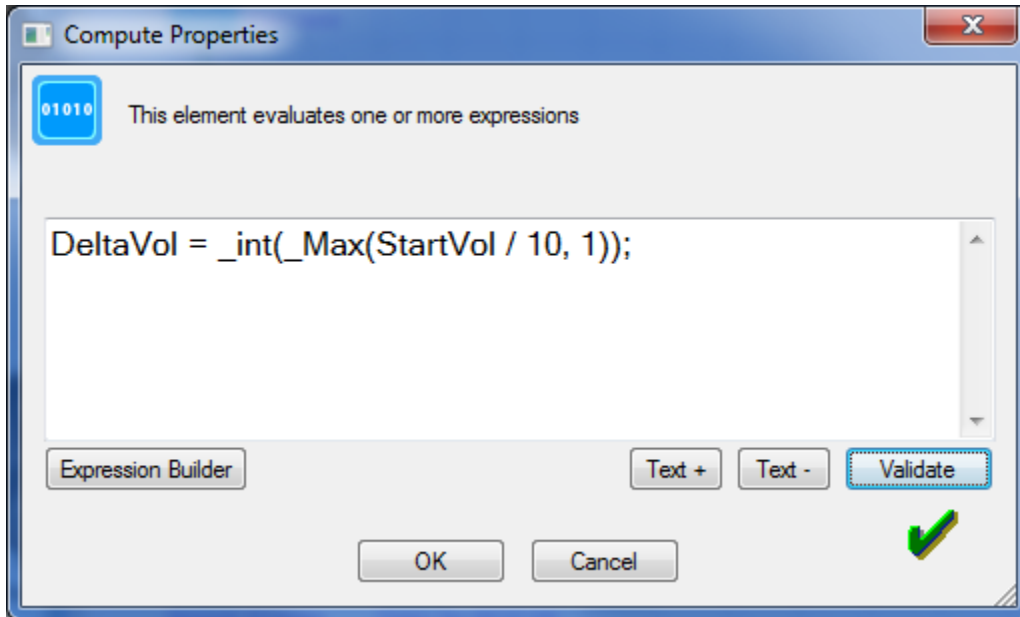 Compute Properties
01010
This element evaluates one or more expressions
DeltaVol = _int(_Max(StartVol / 10, 1));
Expression Builder
Text +
Text -
Validate
OK
Cancel